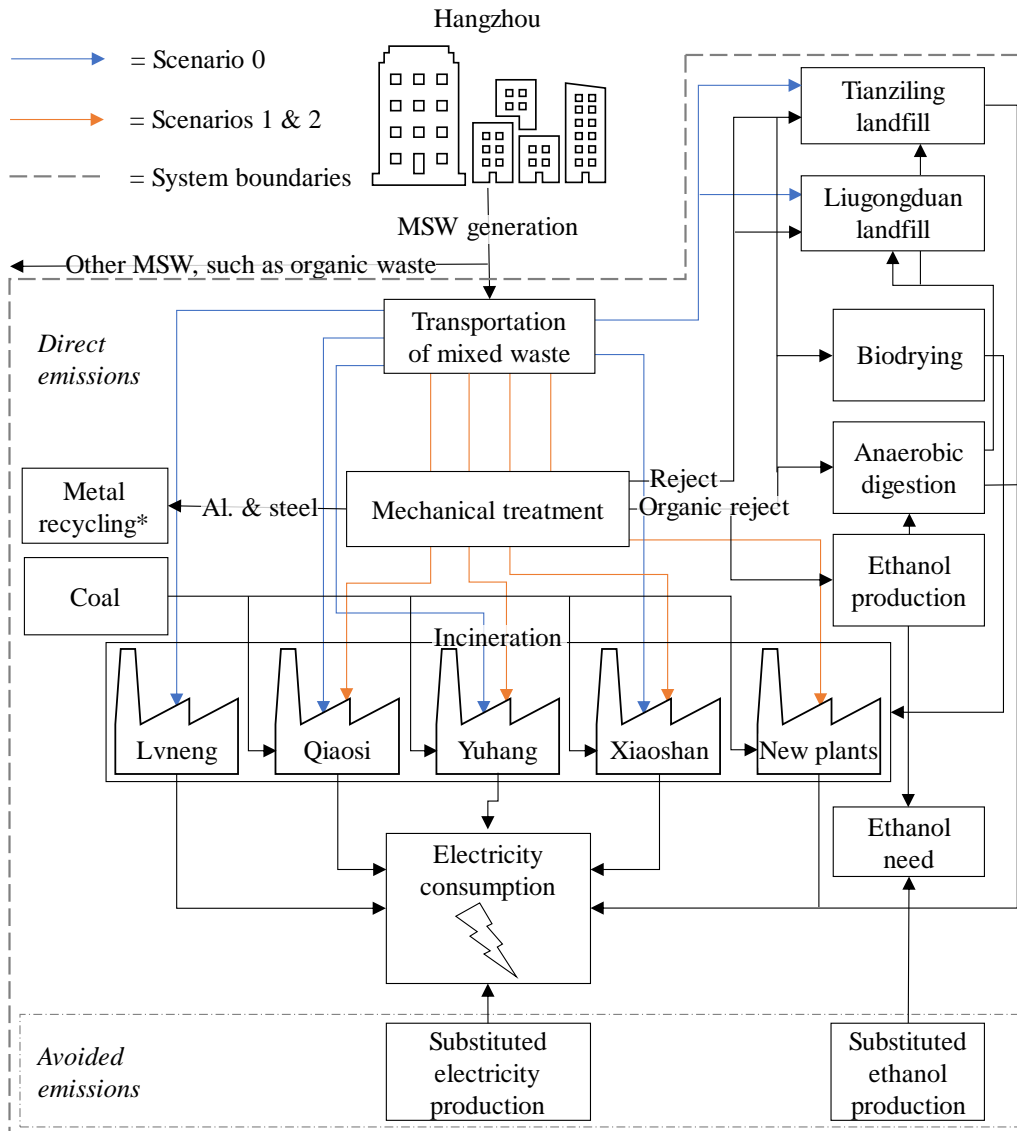 Hangzhou
= Scenario 0
= Scenarios 1 & 2
= System boundaries
MSW generation
Other MSW, such as organic waste
Tianziling
landfill
Liugongduan
landfill
Direct
emissions
Transportation
of mixed waste
Biodrying
Metal
recycling*
Al. & steel
Mechanical treatment
Reject
Organic reject
Anaerobic
digestion
Coal
Ethanol
production
Incineration
Lvneng
Qiaosi
Yuhang
Xiaoshan
New plants
Electricity
consumption
Ethanol
need
Avoided
emissions
Substituted
electricity
production
Substituted
ethanol
production